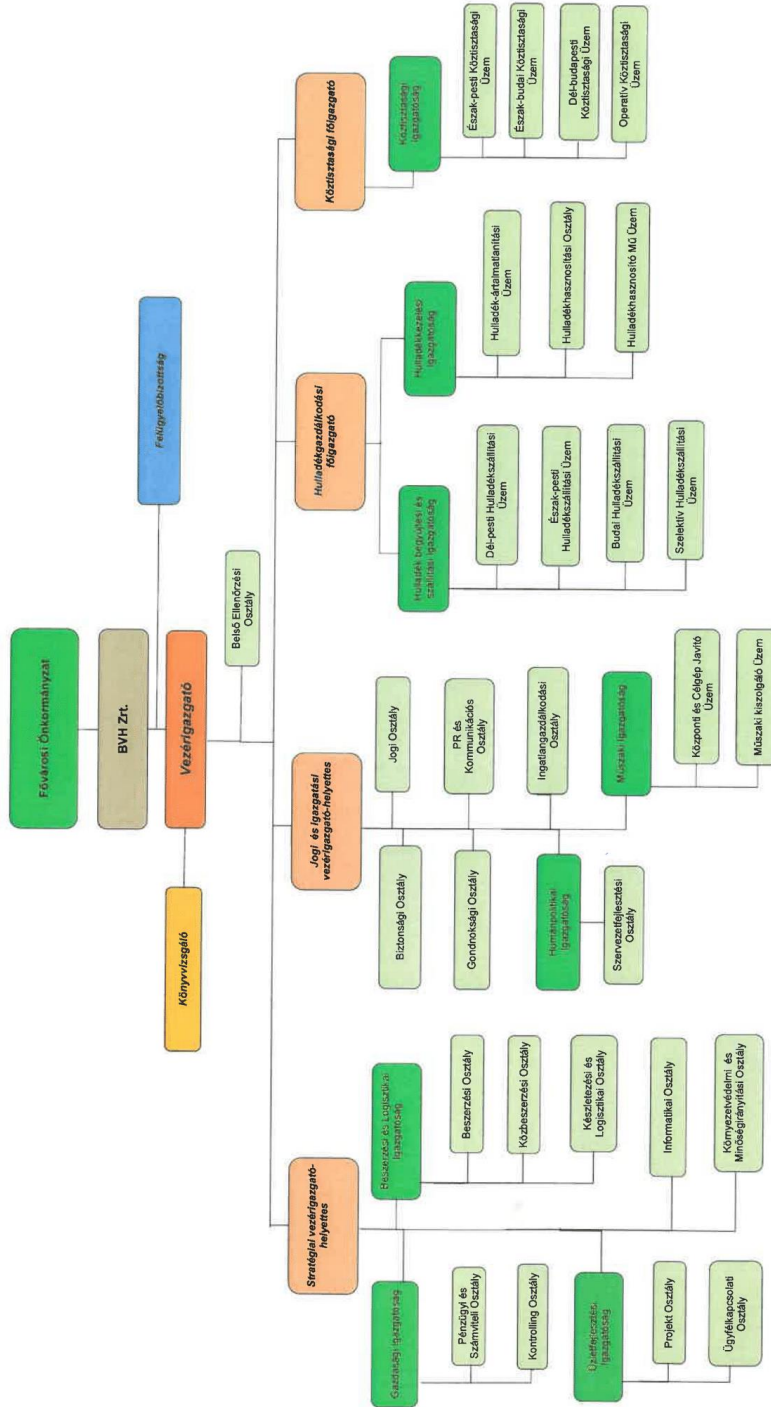 Fővárosi Önkormányzat
BVH Zrt.
Felügyelőbizottság
Könyvvizsgáló
Vezérigazgató
Belső Ellenőrzési
Osztály
Stratégiai vezérigazgató-
helyettes
Gazdasági Igazgatóság
Pénzügyi és
Számviteli Osztály
Kontrolling Osztály
Beszerzési és Logisztikai
Igazgatóság
Beszerzési Osztály
Közbeszerzési Osztály
Készletezési és
Logisztikai Osztály
Üzletfejlesztési
Igazgatóság
Projekt Osztály
Ügyfélkapcsolati
Osztály
Informatikai Osztály
Környezetvédelmi és
Minőségirányítási Osztály
Jogi és igazgatási
vezérigazgató-helyettes
Biztonsági Osztály
Jogi Osztály
Gondnoksági Osztály
PR és
Kommunikációs
Osztály
Ingatlangazdálkodási
Osztály
Humánpolitikai
Igazgatóság
Szervezetfejlesztési
Osztály
Műszaki Igazgatóság
Központi és Célgép Javító
Üzem
Műszaki kiszolgáló Üzem
Hulladékgazdálkodási
főigazgató
Hulladék begyűjtési és
szállítási Igazgatóság
Dél-pesti Hulladékszállítási
Üzem
Észak-pesti
Hulladékszállítási Üzem
Budai Hulladékszállítási
Üzem
Szelektív Hulladékszállítási
Üzem
Hulladékkezelési
Igazgatóság
Hulladék-ártalmatlanítási
Üzem
Hulladékhasznosítási Osztály
Hulladékhasznosító Mű Üzem
Köztisztasági főigazgató
Köztisztasági
Igazgatóság
Észak-pesti Köztisztasági
Üzem
Észak-budai Köztisztasági
Üzem
Dél-budapesti
Köztisztasági Üzem
Operatív Köztisztasági
Üzem